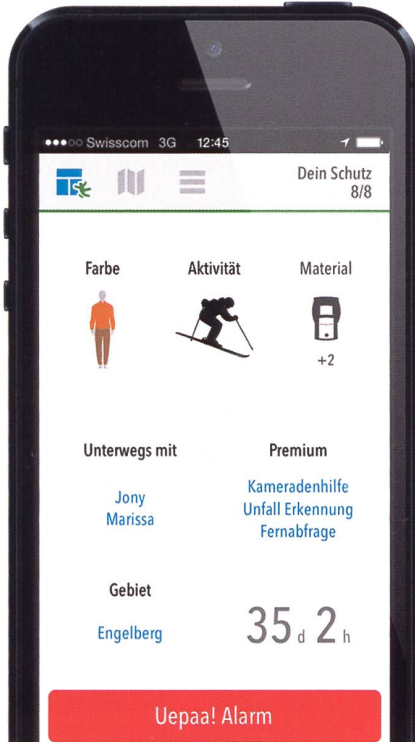 Swisscom 3G 12:45
Dein Schutz
8/8
Farbe Aktivität Material
+2
Unterwegs mit Premium
Jony
Marissa
Kameradenhilfe
Unfall Erkennung
Fernabfrage
Gebiet
Engelberg
35 d 2 h
Uepaa! Alarm